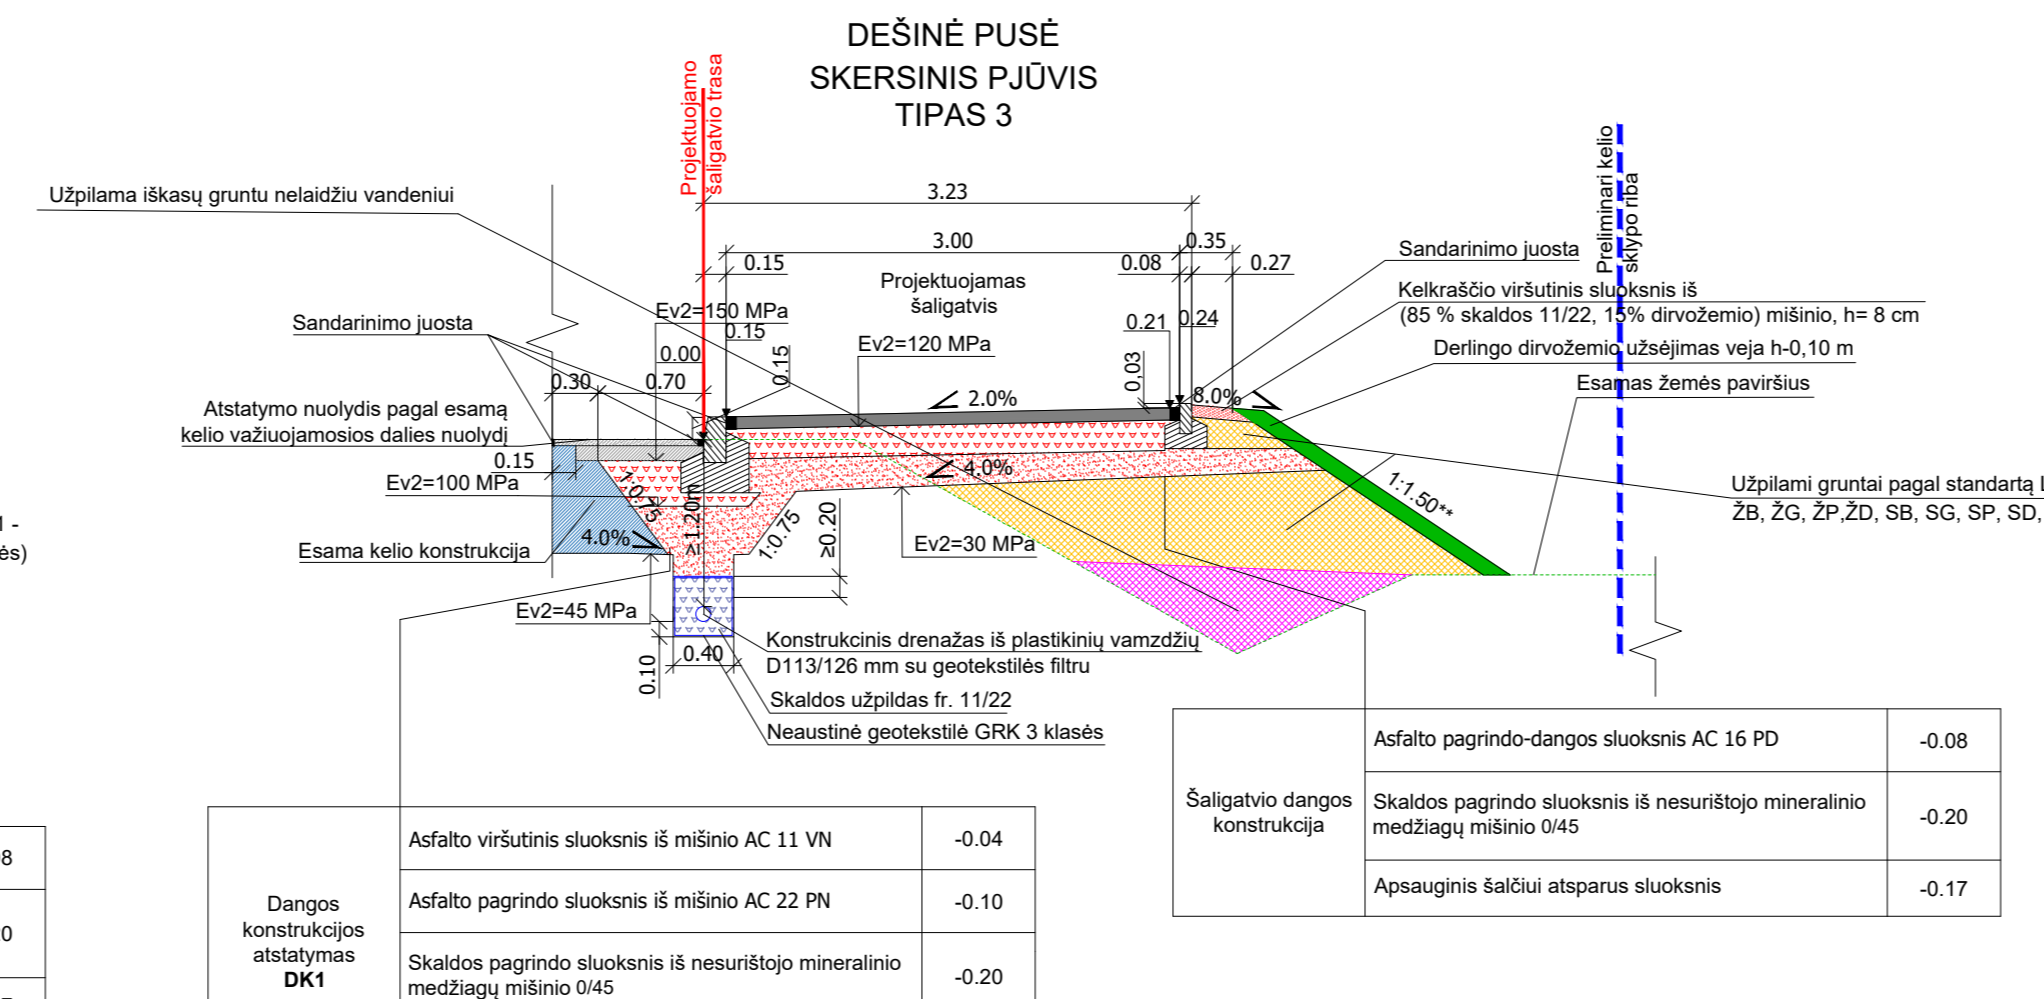 DEŠINĖ PUSĖ
SKERSINIS PJŪVIS
TIPAS 3
Projektuojamo
šaligatvio trasa
Preliminari kelio
sklypo riba
Užpilama iškasų gruntu nelaidžiu vandeniui
3.23
3.00
0.35
0.15
0.08
0.27
Projektuojamas
šaligatvis
Sandarinimo juosta
Kelkraščio viršutinis sluoksnis iš
(85 % skaldos 11/22, 15% dirvožemio) mišinio, h= 8 cm
Derlingo dirvožemio užsėjimas veja h-0,10 m
Esamas žemės paviršius
Ev2=150 MPa
Sandarinimo juosta
0.15
0.21
0.24
0.00
0.15
Ev2=120 MPa
0,03
0.30
0.70
2.0%
8.0%
Atstatymo nuolydis pagal esamą
kelio važiuojamosios dalies nuolydį
0.15
Ev2=100 MPa
1:0.75
≥1.20m
4.0%
1:1.50**
Užpilami gruntai pagal standartą L
ŽB, ŽG, ŽP,ŽD, SB, SG, SP, SD,
1 -
ės)
Esama kelio konstrukcija
4.0%
1:0.75
≥0.20
Ev2=30 MPa
Ev2=45 MPa
0.10
0.40
Konstrukcinis drenažas iš plastikinių vamzdžių
D113/126 mm su geotekstilės filtru
Skaldos užpildas fr. 11/22
Neaustinė geotekstilė GRK 3 klasės
Šaligatvio dangos
konstrukcija
Asfalto pagrindo-dangos sluoksnis AC 16 PD
-0.08
Skaldos pagrindo sluoksnis iš nesurištojo mineralinio
medžiagų mišinio 0/45
-0.20
Apsauginis šalčiui atsparus sluoksnis
-0.17
Dangos
konstrukcijos
atstatymas
DK1
Asfalto viršutinis sluoksnis iš mišinio AC 11 VN
-0.04
Asfalto pagrindo sluoksnis iš mišinio AC 22 PN
-0.10
Skaldos pagrindo sluoksnis iš nesurištojo mineralinio
medžiagų mišinio 0/45
-0.20
8
0